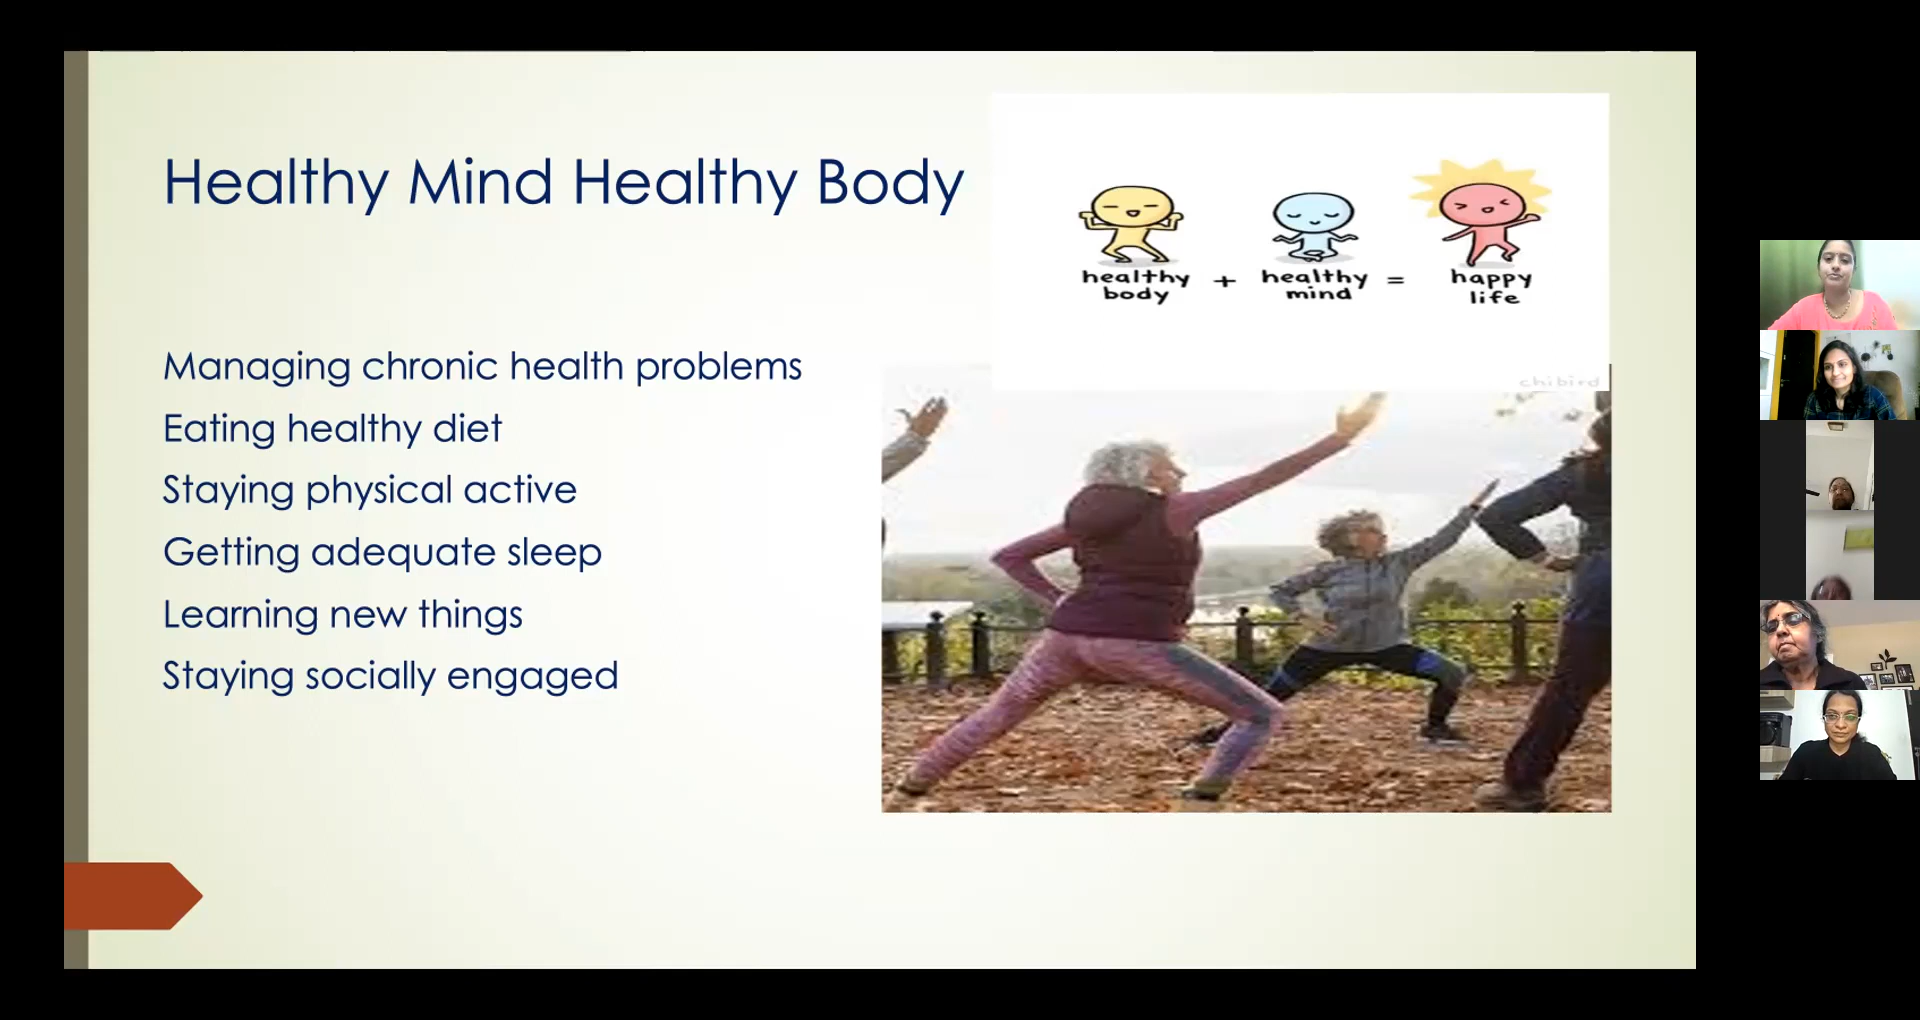 Healthy Mind Healthy Body
healthy body + healthy mind = happy life
chibird
Managing chronic health problems
Eating healthy diet
Staying physical active
Getting adequate sleep
Learning new things
Staying socially engaged